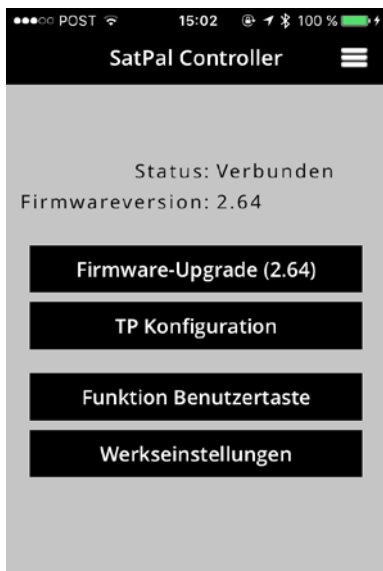 POST 15:02 100 %
SatPal Controller
Status: Verbunden
Firmwareversion: 2.64
Firmware-Upgrade (2.64)
TP Konfiguration
Funktion Benutzertaste
Werkseinstellungen